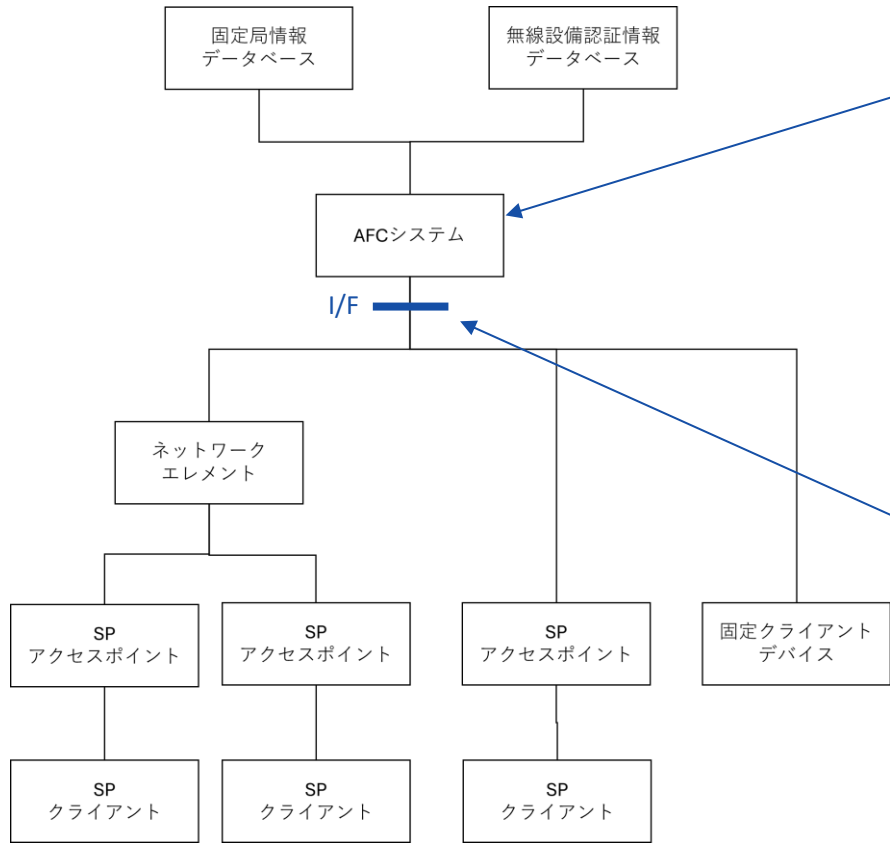 固定局情報
データベース
無線設備認証情報
データベース
AFCシステム
I/F
ネットワーク
エレメント
SP
アクセスポイント
SP
アクセスポイント
SP
アクセスポイント
固定クライアント
デバイス
SP
クライアント
SP
クライアント
SP
クライアント